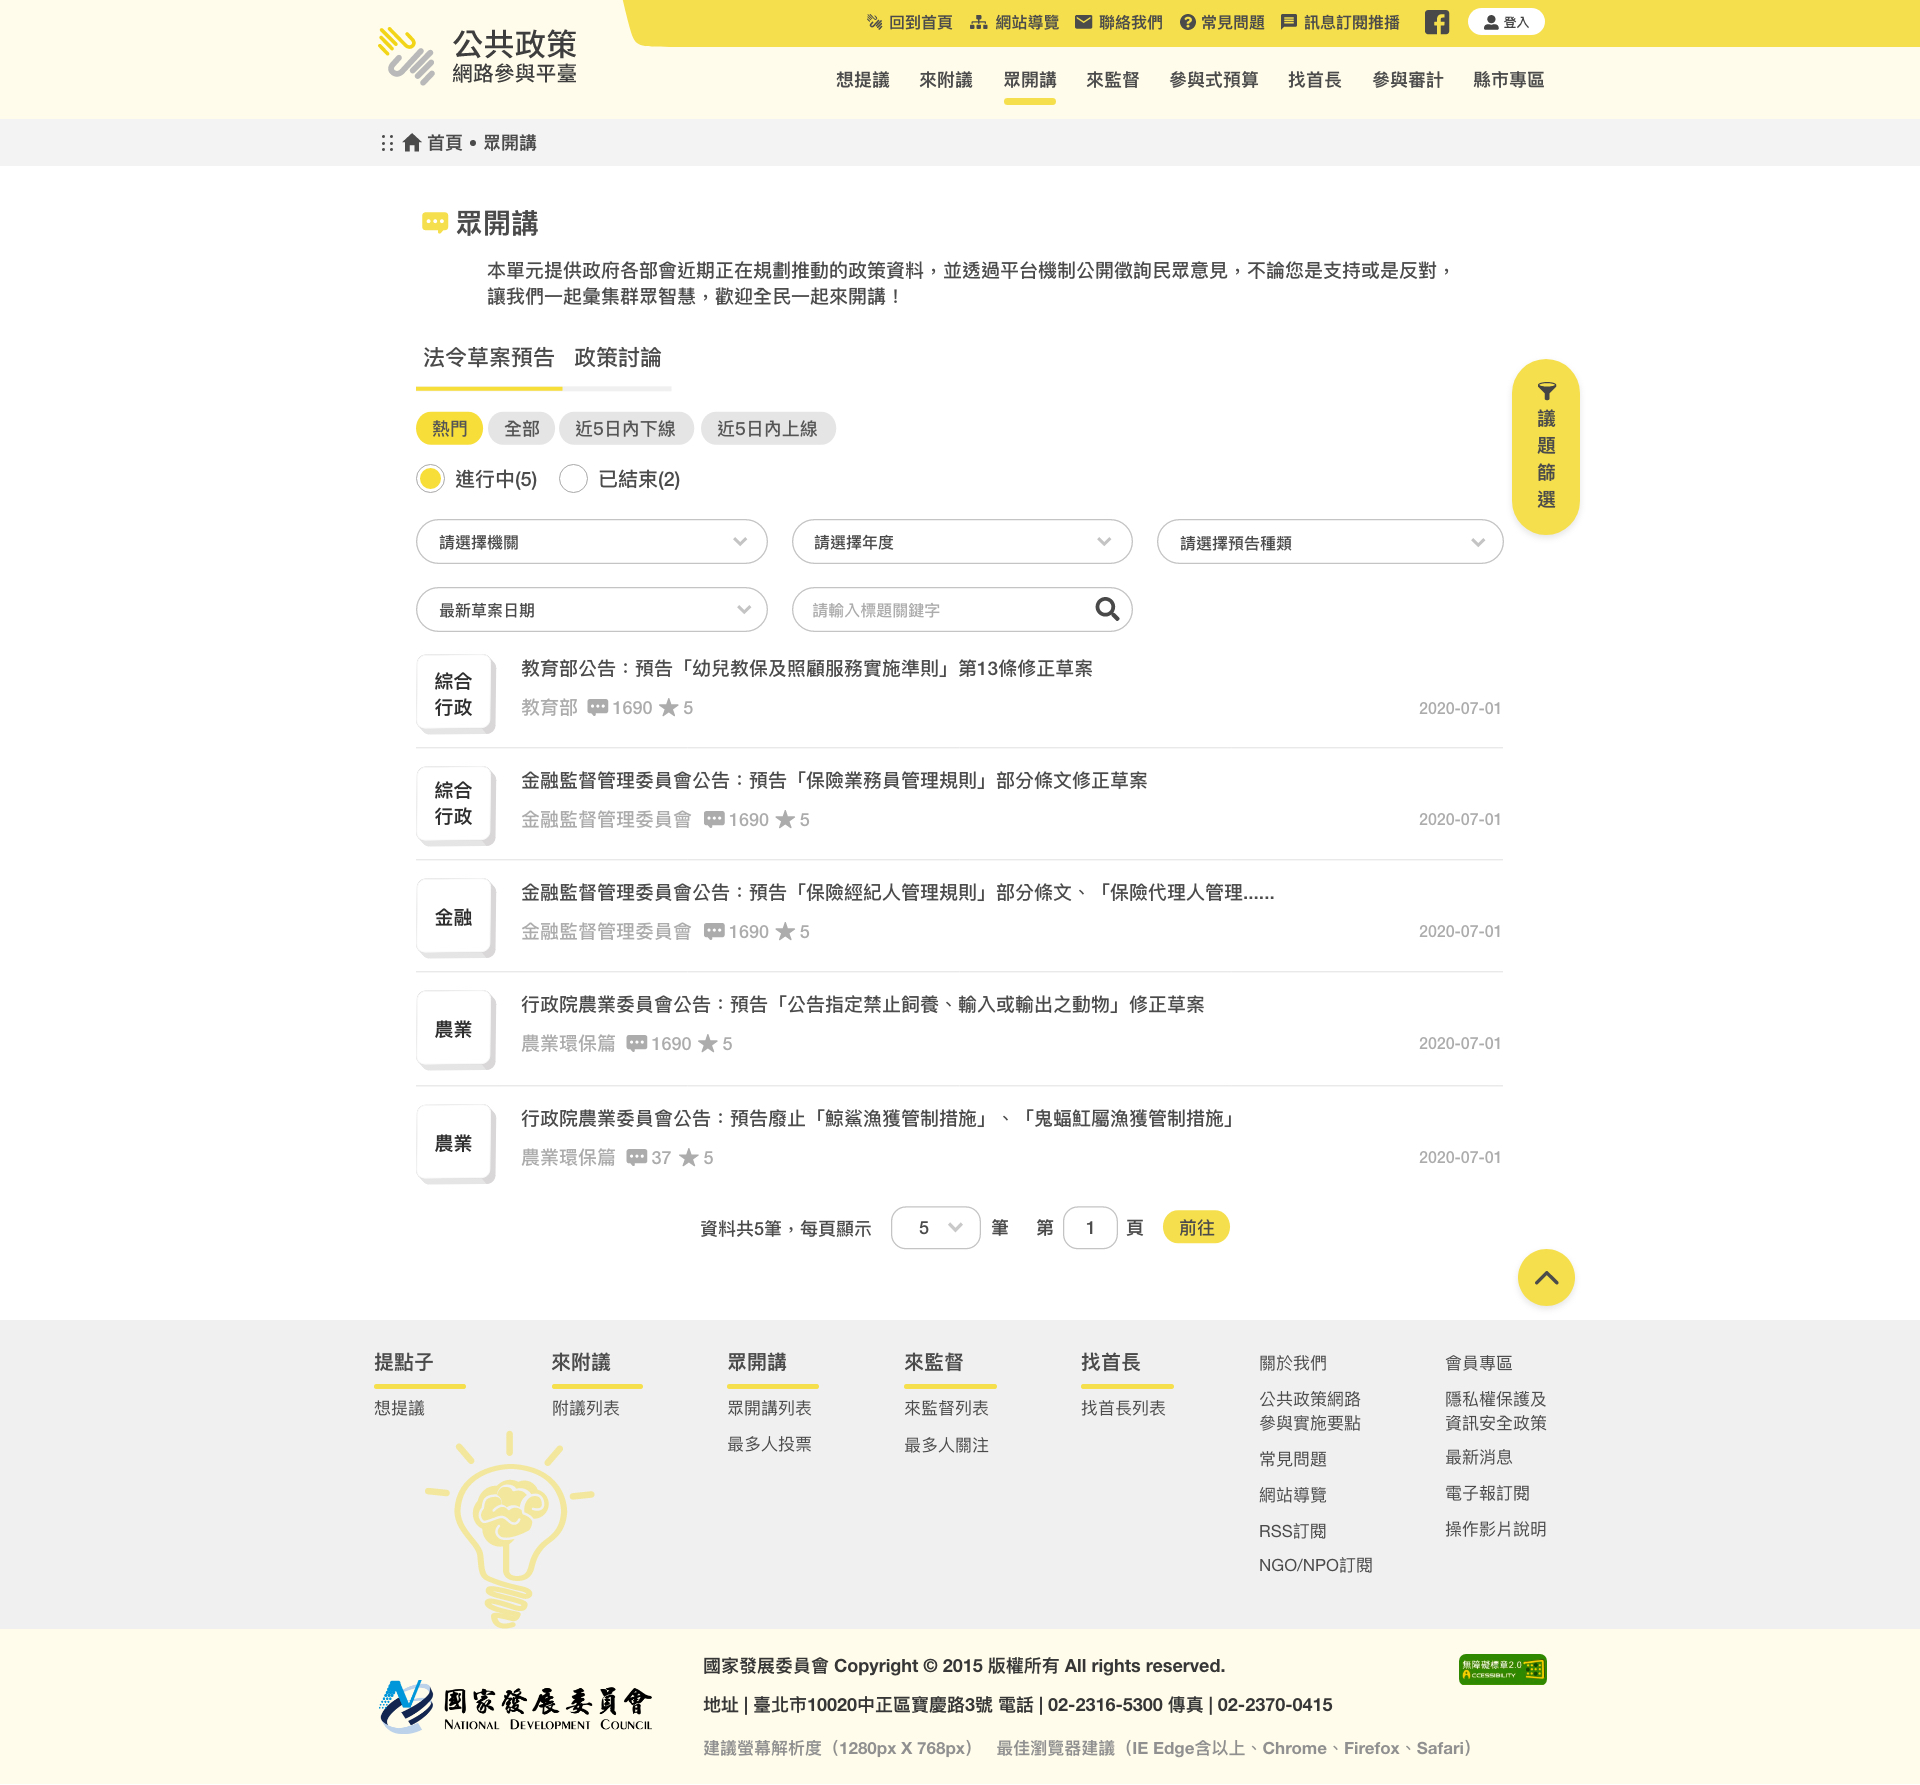 公共政策
網路參與平臺
回到首頁 網站導覽 聯絡我們 常見問題 訊息訂閱推播 登入
想提議 來附議 眾開講 來監督 參與式預算 找首長 參與審計 縣市專區
首頁 • 眾開講
眾開講
本單元提供政府各部會近期正在規劃推動的政策資料，並透過平台機制公開徵詢民眾意見，不論您是支持或是反對，
讓我們一起彙集群眾智慧，歡迎全民一起來開講！
法令草案預告 政策討論
熱門 全部 近5日內下線 近5日內上線
進行中(5) 已結束(2)
議
題
篩
選
請選擇機關 請選擇年度 請選擇預告種類
最新草案日期 請輸入標題關鍵字
綜合
行政
教育部公告：預告「幼兒教保及照顧服務實施準則」第13條修正草案
教育部 1690 5 2020-07-01
綜合
行政
金融監督管理委員會公告：預告「保險業務員管理規則」部分條文修正草案
金融監督管理委員會 1690 5 2020-07-01
金融
金融監督管理委員會公告：預告「保險經紀人管理規則」部分條文、「保險代理人管理......
金融監督管理委員會 1690 5 2020-07-01
農業
行政院農業委員會公告：預告「公告指定禁止飼養、輸入或輸出之動物」修正草案
農業環保篇 1690 5 2020-07-01
農業
行政院農業委員會公告：預告廢止「鯨鯊漁獲管制措施」、「鬼蝠魟屬漁獲管制措施」
農業環保篇 37 5 2020-07-01
資料共5筆，每頁顯示 5 筆 第 1 頁 前往
提點子
想提議
來附議
附議列表
眾開講
眾開講列表
最多人投票
來監督
來監督列表
最多人關注
找首長
找首長列表
關於我們
公共政策網路
參與實施要點
常見問題
網站導覽
RSS訂閱
NGO/NPO訂閱
會員專區
隱私權保護及
資訊安全政策
最新消息
電子報訂閱
操作影片說明
國家發展委員會
NATIONAL DEVELOPMENT COUNCIL
國家發展委員會 Copyright © 2015 版權所有 All rights reserved.
地址 | 臺北市10020中正區寶慶路3號 電話 | 02-2316-5300 傳真 | 02-2370-0415
建議螢幕解析度（1280px X 768px） 最佳瀏覽器建議（IE Edge含以上、Chrome、Firefox、Safari）
無障礙標章2.0
ACCESSIBILITY